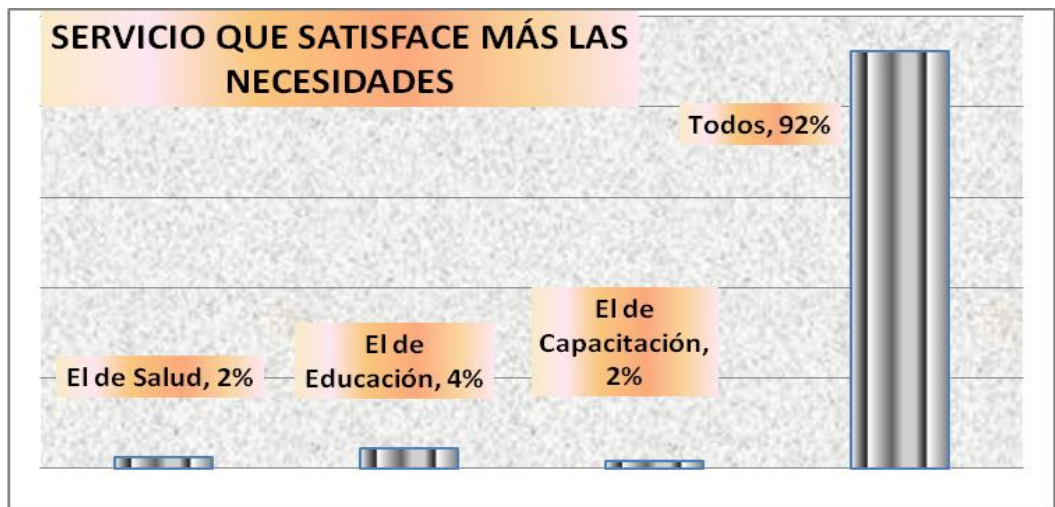 SERVICIO QUE SATISFACE MÁS LAS
NECESIDADES
Todos, 92%
El de Salud, 2%
El de
Educación, 4%
El de
Capacitación,
2%